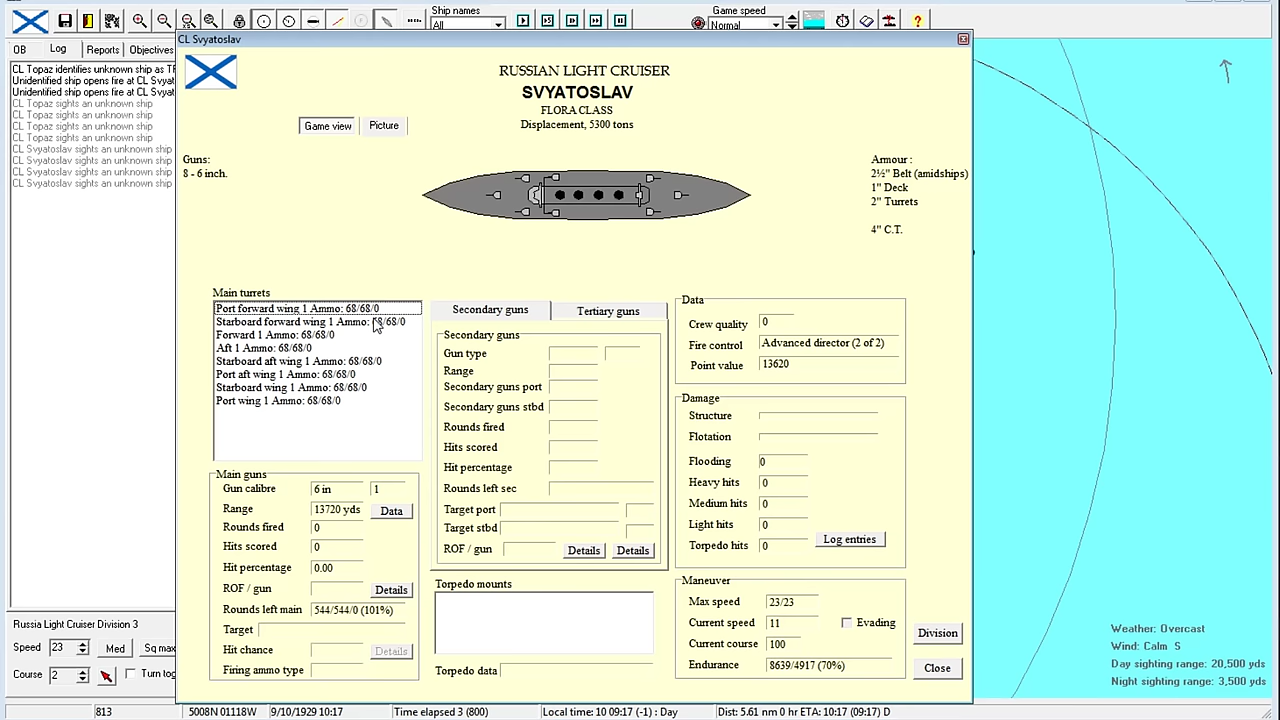 Ship names
All
Game speed
Normal
OB
Log
Reports
Objectives
CL Topaz identifies unknown ship as TR
Unidentified ship opens fire at CL Svya
Unidentified ship opens fire at CL Svyat
CL Topaz sights an unknown ship
CL Topaz sights an unknown ship
CL Topaz sights an unknown ship
CL Topaz sights an unknown ship
CL Svyatoslav sights an unknown ship
CL Svyatoslav sights an unknown ship
CL Svyatoslav sights an unknown ship
CL Svyatoslav sights an unknown ship
Russia Light Cruiser Division 3
Speed 23 Med Sq max
Course 2 Turn tog
CL Svyatoslav
RUSSIAN LIGHT CRUISER
SVYATOSLAV
FLORA CLASS
Displacement, 5300 tons
Game view
Picture
Guns:
8 - 6 inch.
Armour :
2½" Belt (amidships)
1" Deck
2" Turrets
4" C.T.
Main turrets
Port forward wing 1 Ammo: 68/68/0
Starboard forward wing 1 Ammo: 68/68/0
Forward 1 Ammo: 68/68/0
Aft 1 Ammo: 68/68/0
Starboard aft wing 1 Ammo: 68/68/0
Port aft wing 1 Ammo: 68/68/0
Starboard wing 1 Ammo: 68/68/0
Port wing 1 Ammo: 68/68/0
Main guns
Gun calibre 6 in 1
Range 13720 yds Data
Rounds fired 0
Hits scored 0
Hit percentage 0.00
ROF / gun Details
Rounds left main 544/544/0 (101%)
Target
Hit chance Details
Firing ammo type
Secondary guns
Tertiary guns
Secondary guns
Gun type
Range
Secondary guns port
Secondary guns stbd
Rounds fired
Hits scored
Hit percentage
Rounds left sec
Target port
Target stbd
ROF / gun Details Details
Torpedo mounts
Torpedo data
Data
Crew quality 0
Fire control Advanced director (2 of 2)
Point value 13620
Damage
Structure
Flotation
Flooding 0
Heavy hits 0
Medium hits 0
Light hits 0
Torpedo hits 0
Log entries
Maneuver
Max speed 23/23
Current speed 11 Evading
Current course 100
Endurance 8639/4917 (70%)
Division
Close
Weather: Overcast
Wind: Calm S
Day sighting range: 20,500 yds
Night sighting range: 3,500 yds
813 5008N 01118W 9/10/1929 10:17 Time elapsed 3 (800) Local time: 10 09:17 (-1) : Day Dist: 5.61 nm 0 hr ETA: 10:17 (09:17) D